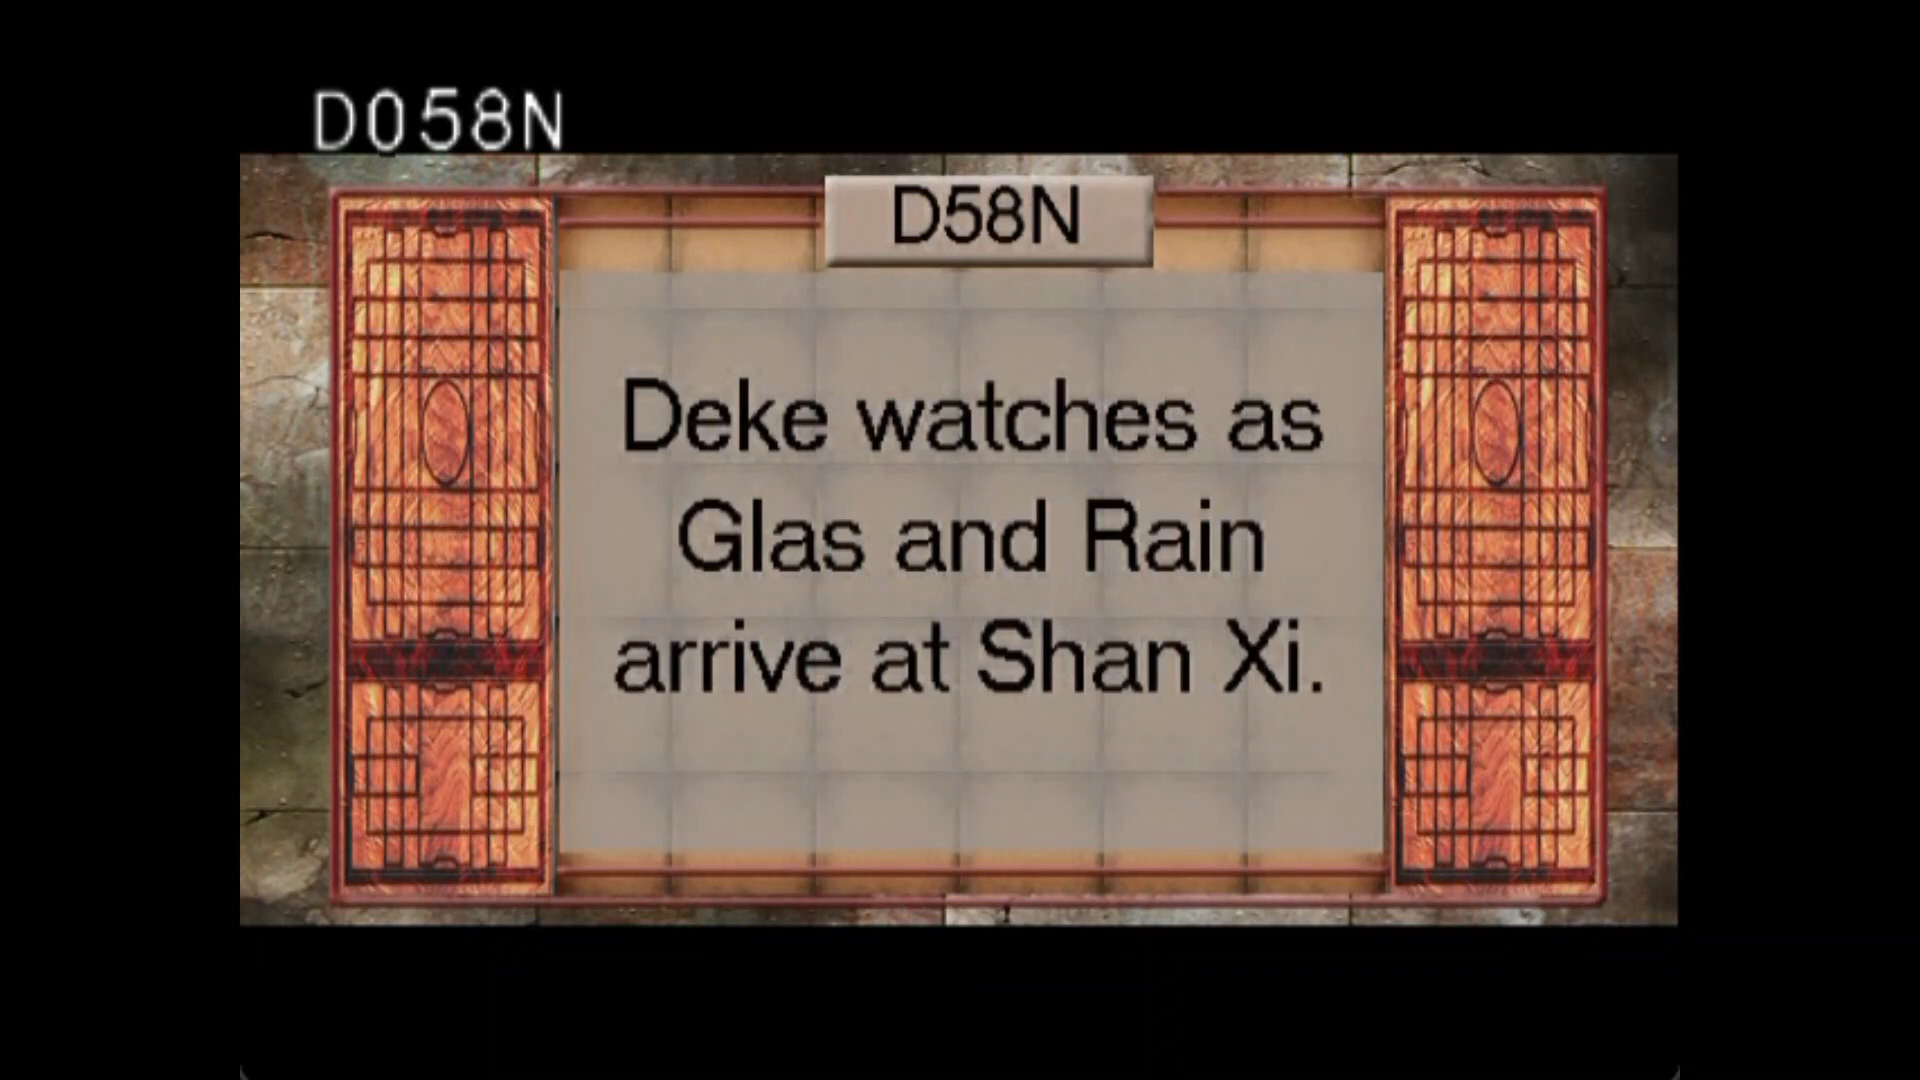 D058N
D58N
Deke watches as
Glas and Rain
arrive at Shan Xi.